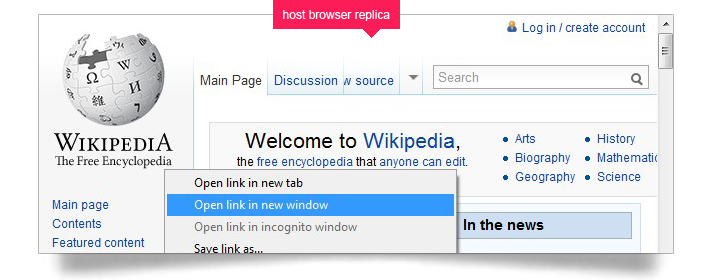 host browser replica
Log in / create account
Main Page Discussion w source
Search
WIKIPEDIA
The Free Encyclopedia
Welcome to Wikipedia,
the free encyclopedia that anyone can edit.
Arts
Biography
Geography
History
Mathematic
Science
Main page
Contents
Featured content
Open link in new tab
Open link in new window
Open link in incognito window
Save link as...
In the news